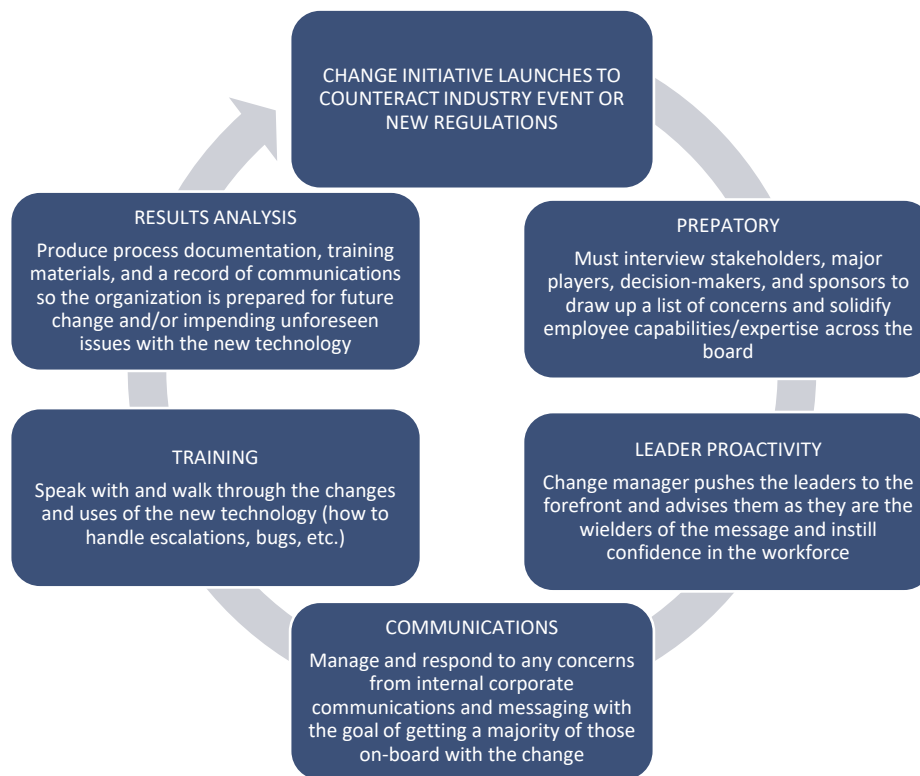 CHANGE INITIATIVE LAUNCHES TO
COUNTERACT INDUSTRY EVENT OR
NEW REGULATIONS
PREPATORY
Must interview stakeholders, major
players, decision-makers, and sponsors to
draw up a list of concerns and solidify
employee capabilities/expertise across the
board
LEADER PROACTIVITY
Change manager pushes the leaders to the
forefront and advises them as they are the
wielders of the message and instill
confidence in the workforce
COMMUNICATIONS
Manage and respond to any concerns
from internal corporate
communications and messaging with
the goal of getting a majority of those
on-board with the change
TRAINING
Speak with and walk through the changes
and uses of the new technology (how to
handle escalations, bugs, etc.)
RESULTS ANALYSIS
Produce process documentation, training
materials, and a record of communications
so the organization is prepared for future
change and/or impending unforeseen
issues with the new technology